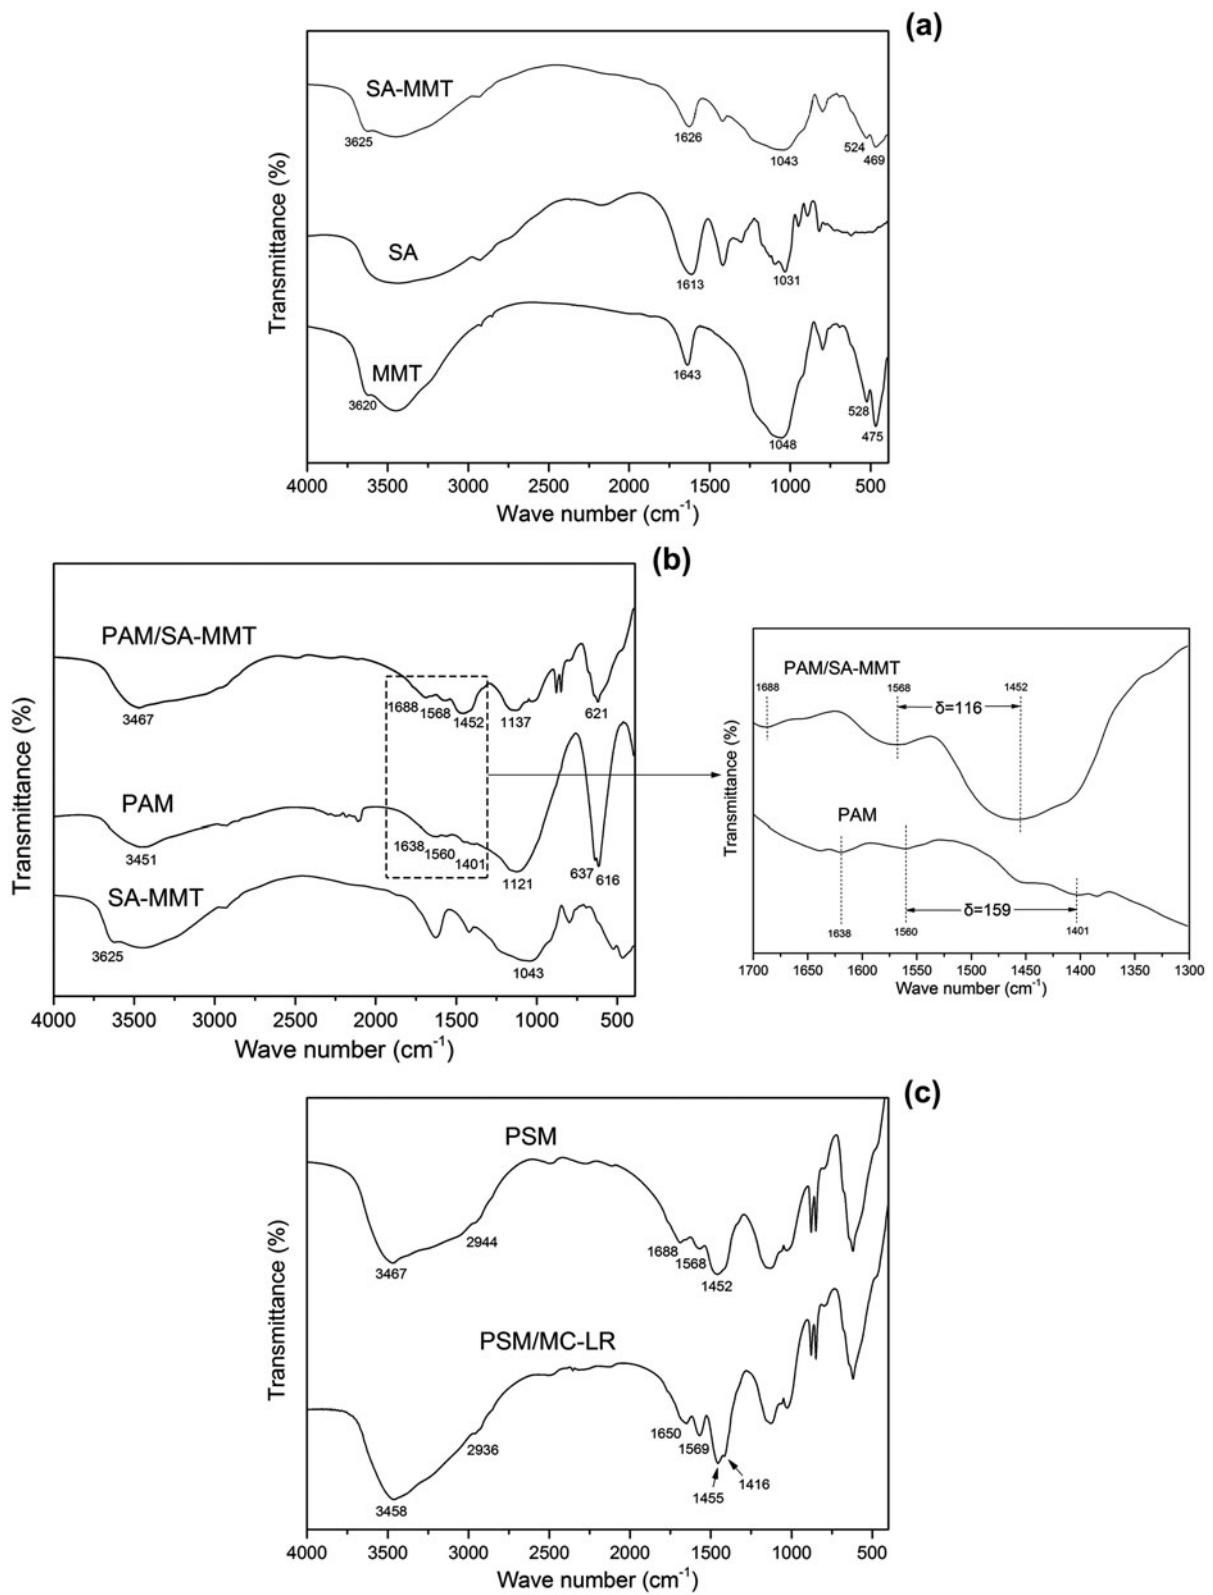 (a)
SA-MMT
3625
1626
1043
524
469
SA
1613
1031
MMT
3620
1643
1048
528
475
Transmittance (%)
4000 3500 3000 2500 2000 1500 1000 500
Wave number (cm-1)
(b)
PAM/SA-MMT
3467
1688 1568 1452 1137 621
PAM
3451
1638 1560 1401 1121 637 616
SA-MMT
3625
1043
Transmittance (%)
4000 3500 3000 2500 2000 1500 1000 500
Wave number (cm-1)
PAM/SA-MMT
1688 1568 1452
δ=116
PAM
δ=159
1638 1560 1401
Transmittance (%)
1700 1650 1600 1550 1500 1450 1400 1350 1300
Wave number (cm-1)
(c)
PSM
3467
2944
1688 1568
1452
PSM/MC-LR
3458
2936
1650
1569
1455
1416
Transmittance (%)
4000 3500 3000 2500 2000 1500 1000 500
Wave number (cm-1)